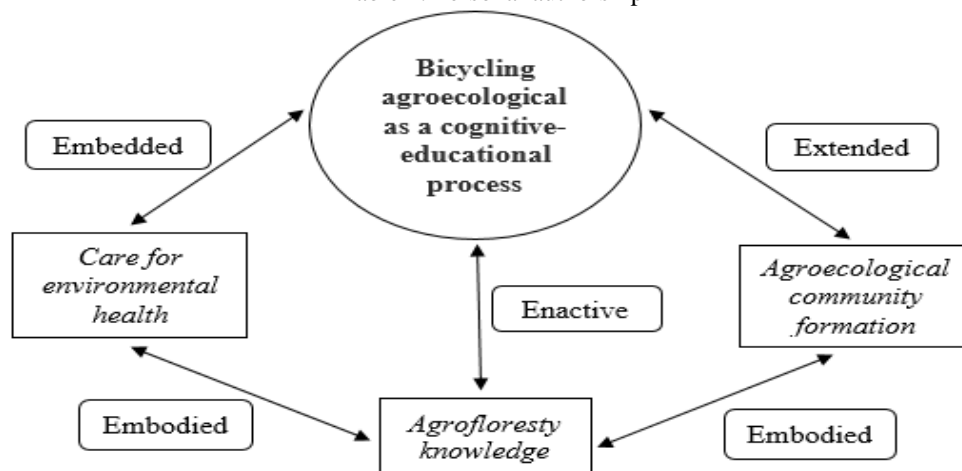 Bicycling
agroecological
as a cognitive-
educational
process
Embedded
Extended
Care for
environmental
health
Agroecological
community
formation
Enactive
Embodied
Agrofloresty
knowledge
Embodied